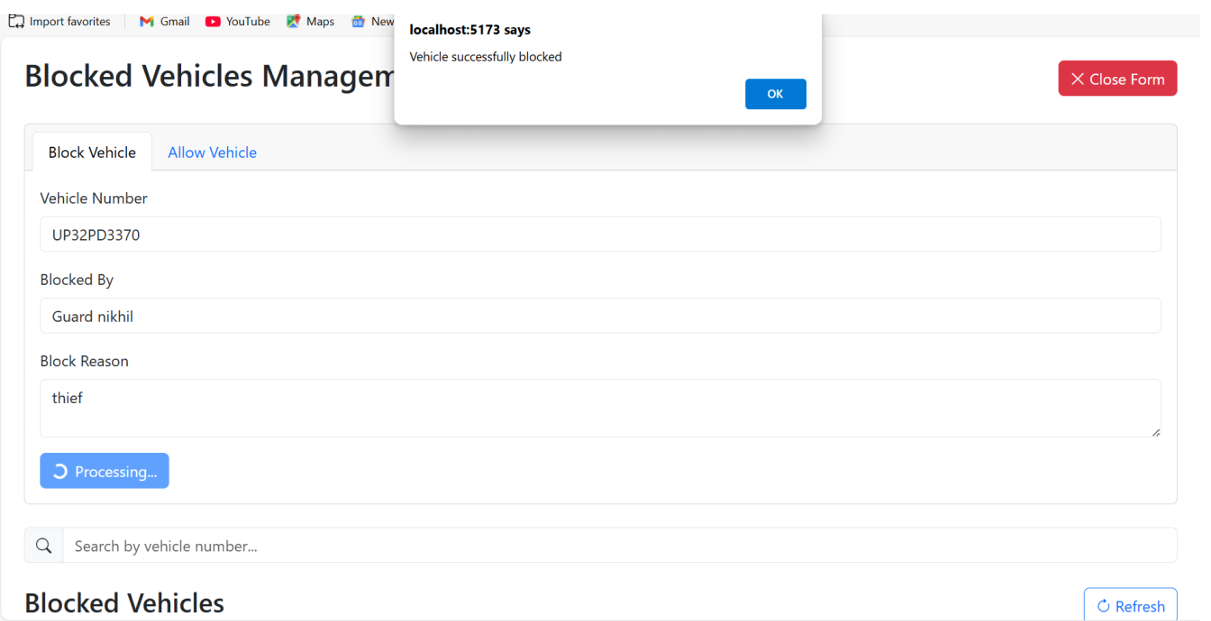 Import favorites Gmail YouTube Maps New
localhost:5173 says
Vehicle successfully blocked
OK
Blocked Vehicles Managem
Close Form
Block Vehicle Allow Vehicle
Vehicle Number
UP32PD3370
Blocked By
Guard nikhil
Block Reason
thief
Processing...
Search by vehicle number...
Blocked Vehicles
Refresh